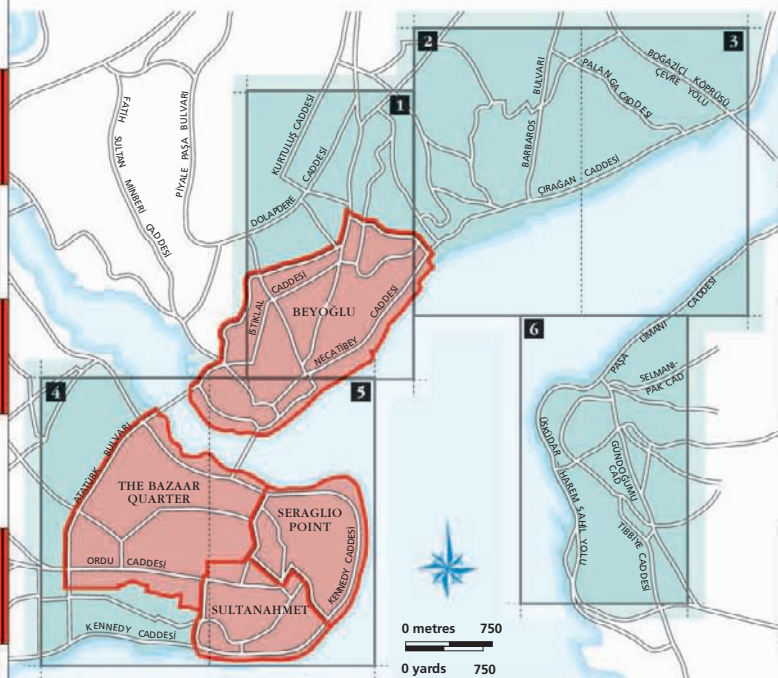 2
3
BOĞAZİÇİ KÖPRÜSÜ
ÇEVRE YOLU
PALANGA CADDESİ
BARBAROS BULVARI
ÇIRAĞAN CADDESİ
1
KURTULUŞ CADDESİ
DOLAPDERE CADDESİ
PİYALE PAŞA BULVARI
FATIH SULTAN MİNBERİ CADDESİ
İSTİKLAL CADDESİ
BEYOĞLU
NECATİBEY CADDESİ
6
PAŞA LİMANI CADDESİ
SELMANI-
PAK CAD
ÜSKÜDAR HAREM SAHİL YOLU
GÜNDOĞUMU
CAD
TIBBİYE CADDESİ
4
5
ATATÜRK BULVARI
THE BAZAAR
QUARTER
SERAGLIO
POINT
ORDU CADDESİ
KENNEDY CADDESİ
SULTANAHMET
KENNEDY CADDESİ
0 metres 750
0 yards 750